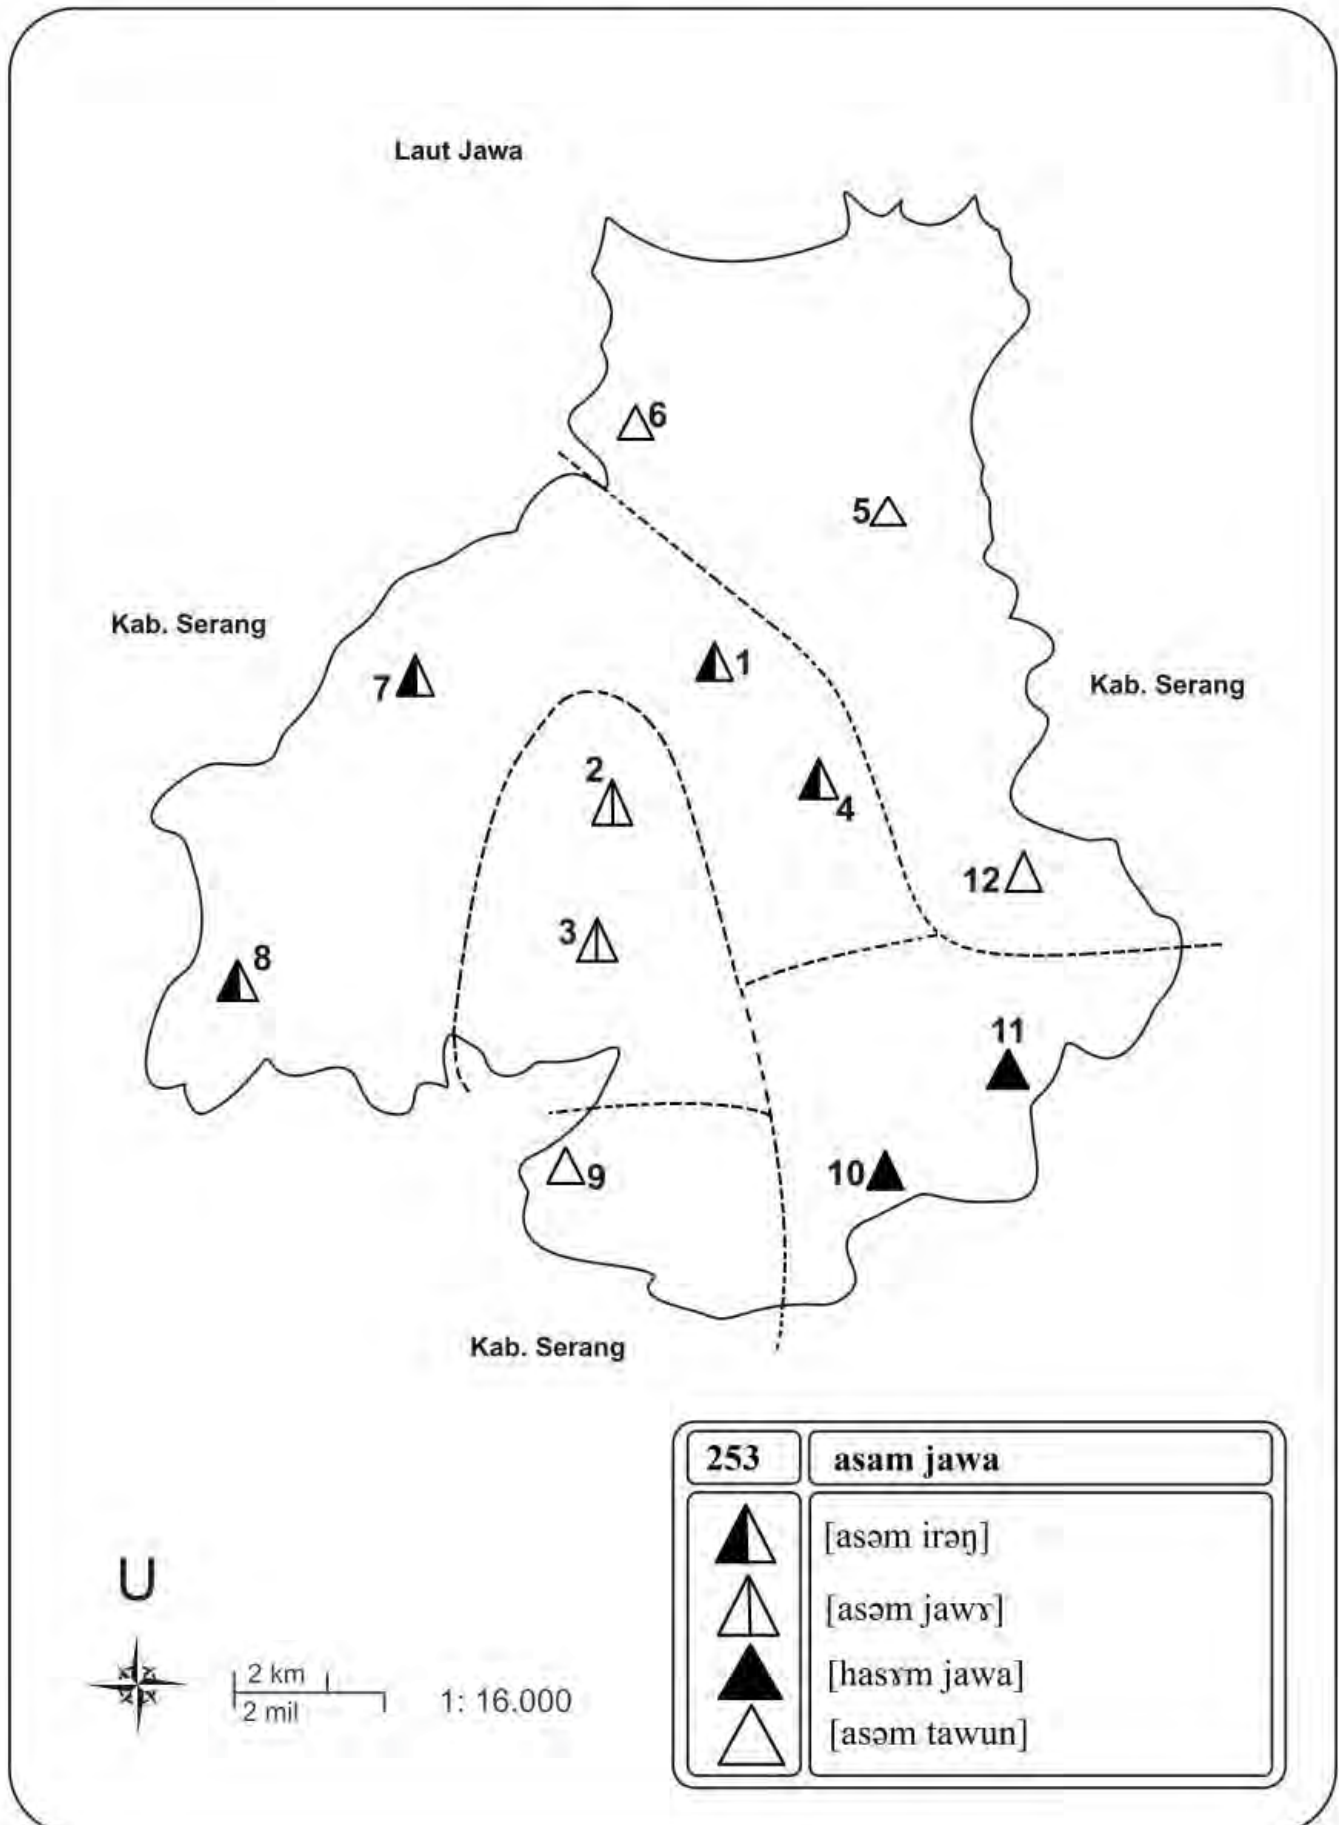 Laut Jawa
6
5
Kab. Serang
1
7
Kab. Serang
2
4
12
3
8
11
10
9
Kab. Serang
253 asam jawa
[asəm irəŋ]
[asəm jawɤ]
[hasɤm jawa]
[asəm tawun]
U
2 km
2 mil
1: 16.000